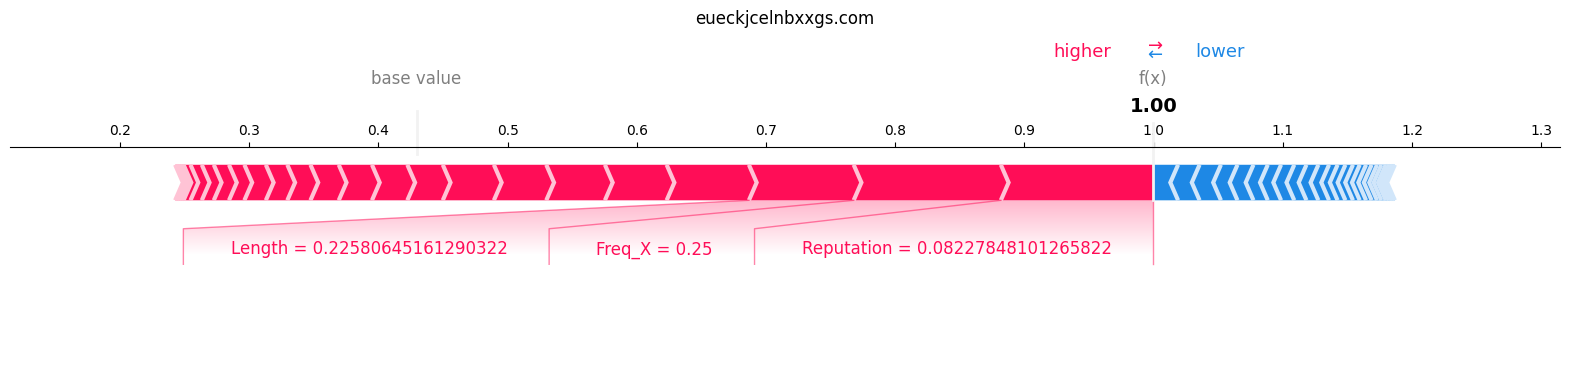 eueckjcelnbxxgs.com
higher → ← lower
base value f(x)
1.00
0.2 0.3 0.4 0.5 0.6 0.7 0.8 0.9 1.0 1.1 1.2 1.3
Length = 0.22580645161290322 Freq_X = 0.25 Reputation = 0.08227848101265822